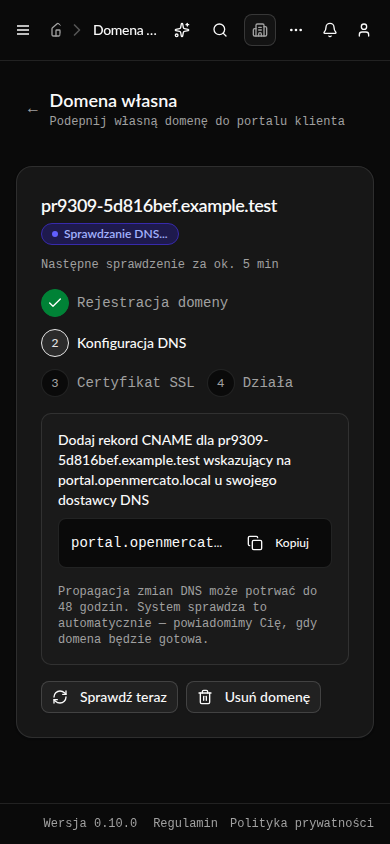 Domena ...
←
Domena własna
Podepnij własną domenę do portalu klienta
pr9309-5d816bef.example.test
Sprawdzanie DNS...
Następne sprawdzenie za ok. 5 min
Rejestracja domeny
2 Konfiguracja DNS
3 Certyfikat SSL 4 Działa
Dodaj rekord CNAME dla pr9309-
5d816bef.example.test wskazujący na
portal.openmercato.local u swojego
dostawcy DNS
portal.openmercat… Kopiuj
Propagacja zmian DNS może potrwać do
48 godzin. System sprawdza to
automatycznie — powiadomimy Cię, gdy
domena będzie gotowa.
Sprawdź teraz Usuń domenę
Wersja 0.10.0 Regulamin Polityka prywatności